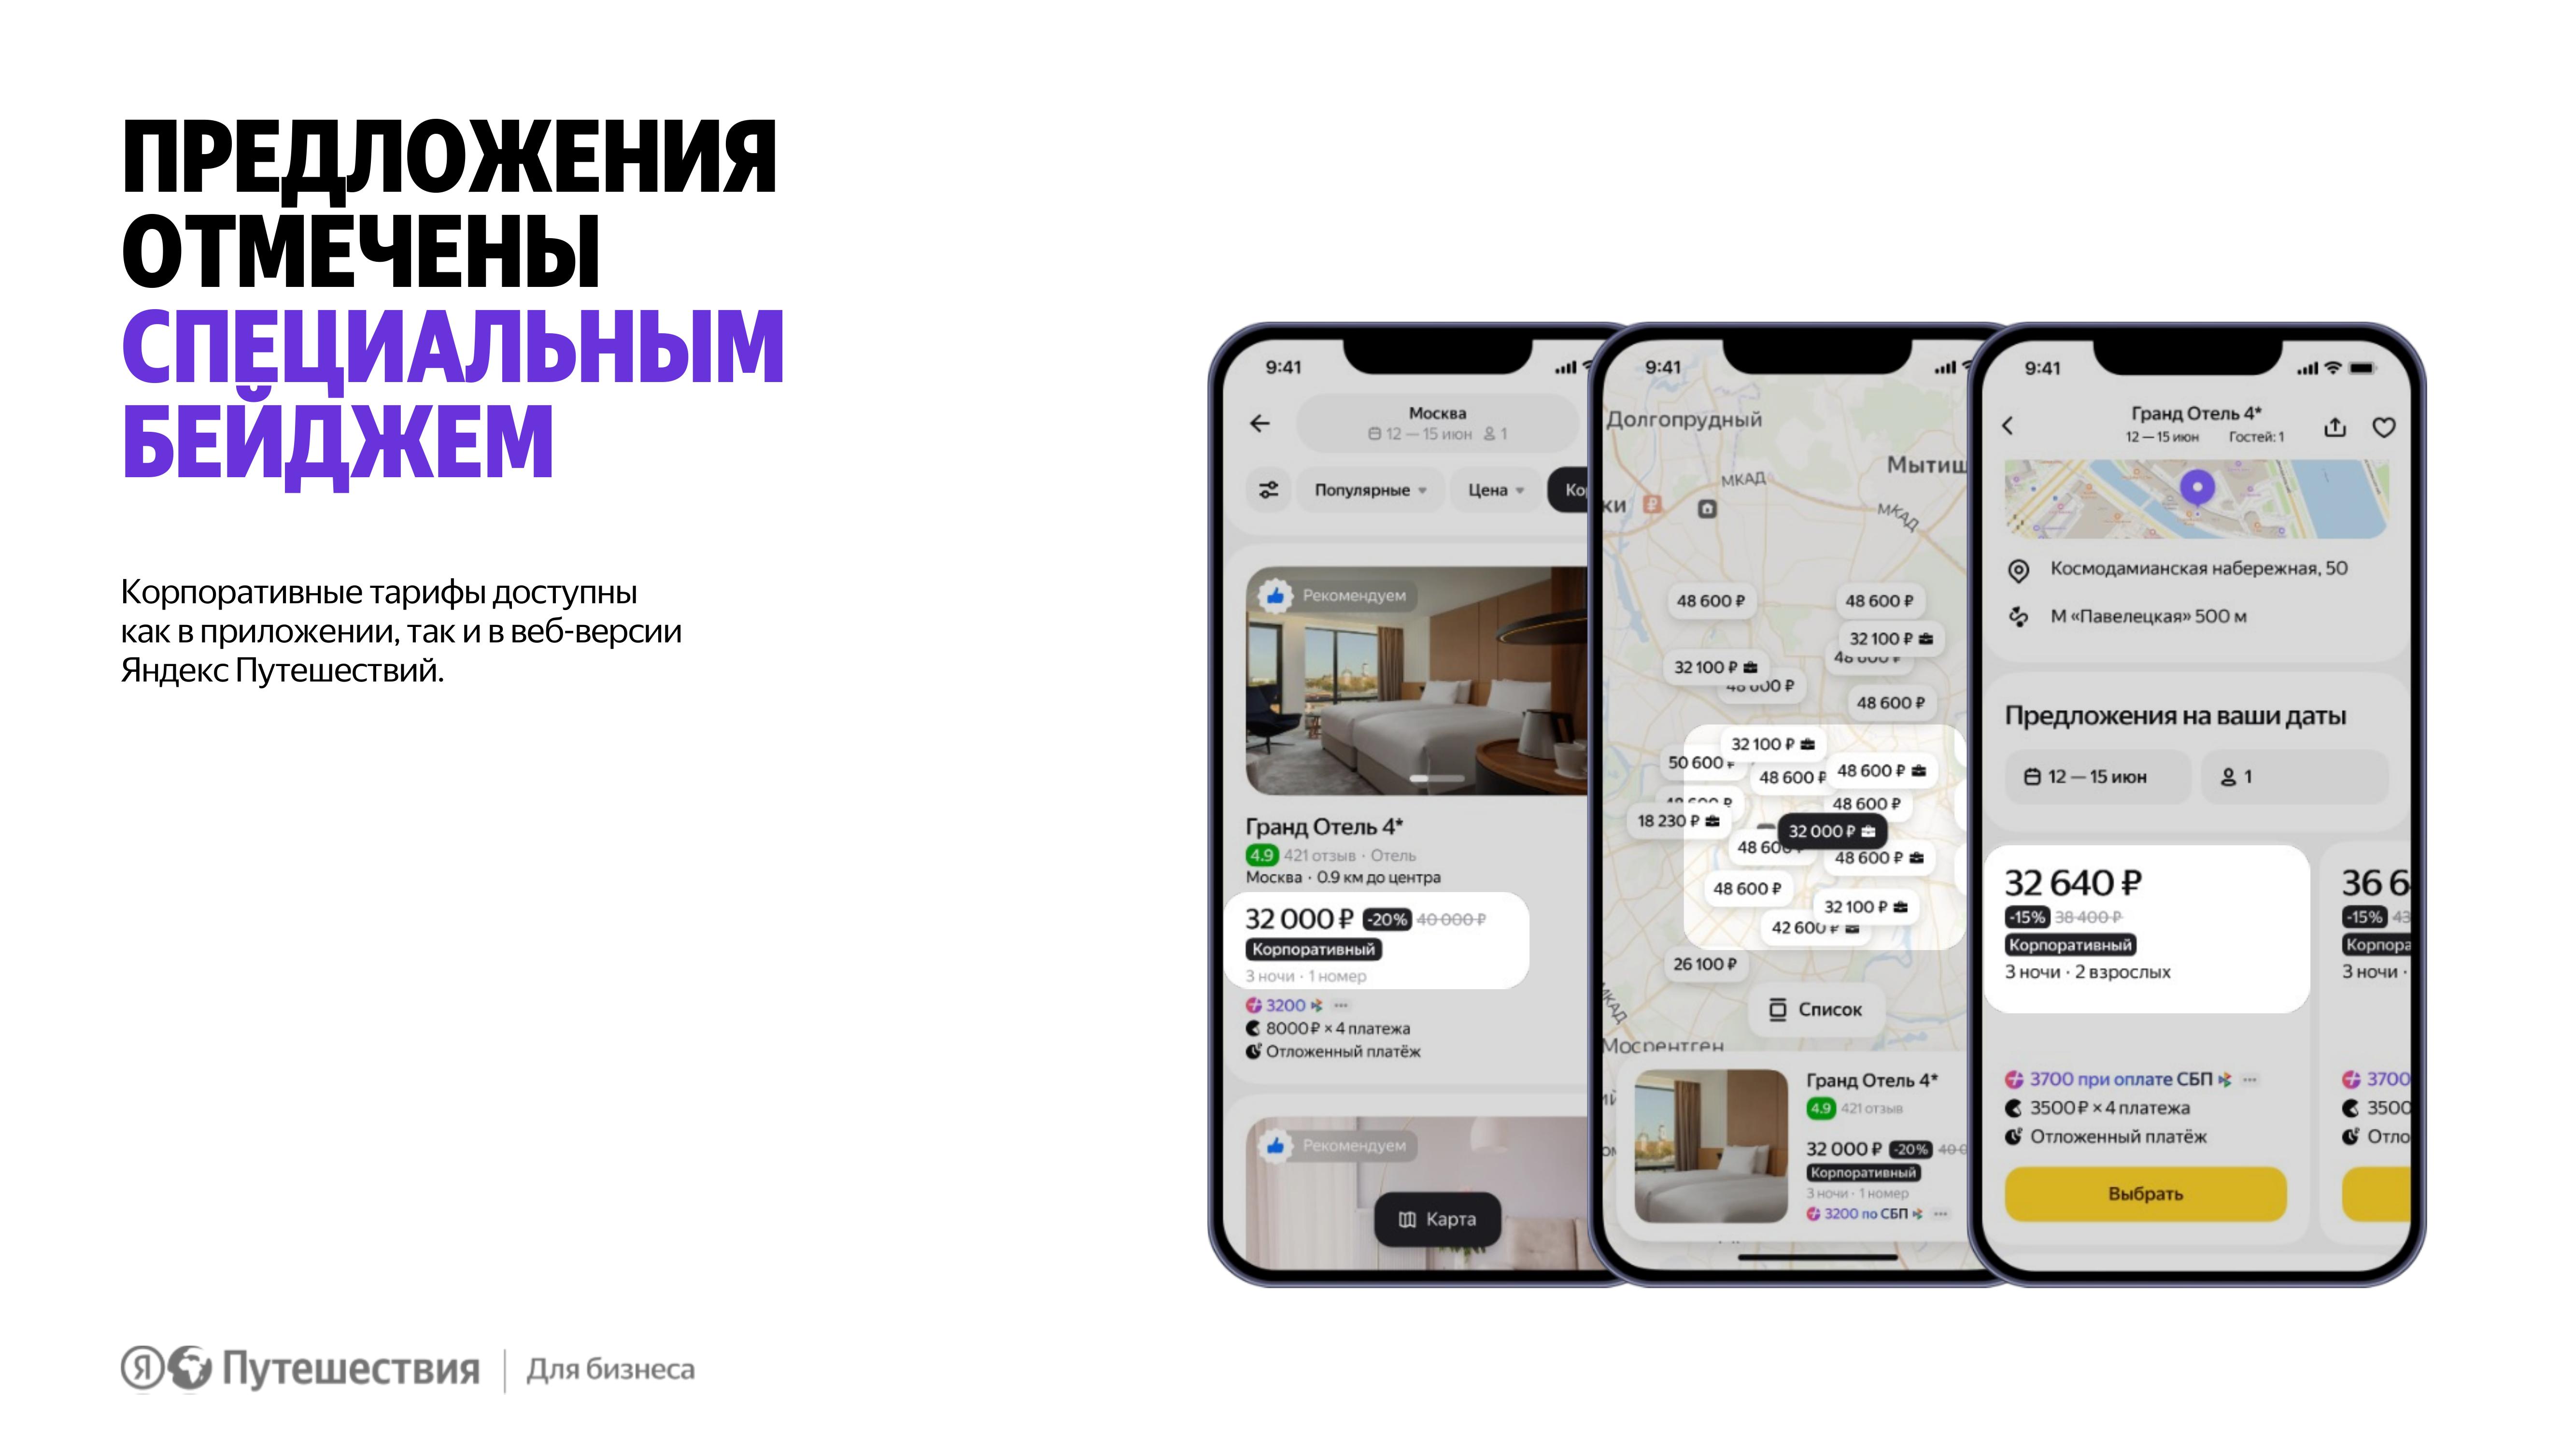 ПРЕДЛОЖЕНИЯ
ОТМЕЧЕНЫ
СПЕЦИАЛЬНЫМ
БЕЙДЖЕМ
Корпоративные тарифы доступны
как в приложении, так и в веб-версии
Яндекс Путешествий.
9:41
Москва
12 — 15 июн 1
Популярные Цена
Рекомендуем
Гранд Отель 4*
4.9 421 отзыв · Отель
Москва · 0.9 км до центра
32 000 ₽ -20% 40 000 ₽
Корпоративный
3 ночи · 1 номер
3200
8000 ₽ × 4 платежа
Отложенный платёж
Рекомендуем
Карта
9:41
Долгопрудный
МКАД
МКАД
48 600 ₽
48 600 ₽
32 100 ₽
48 600 ₽
32 100 ₽
48 600 ₽
48 600 ₽
32 100 ₽
50 600 ₽
48 600 ₽
48 600 ₽
48 600 ₽
48 600 ₽
18 230 ₽
32 000 ₽
48 600 ₽
48 600 ₽
32 100 ₽
42 600 ₽
26 100 ₽
МКАД
Список
Мосрентген
Гранд Отель 4*
4.9 421 отзыв
32 000 ₽ -20%
Корпоративный
3 ночи · 1 номер
3200 по СБП
9:41
Гранд Отель 4*
12 — 15 июн Гостей: 1
Космодамианская набережная, 50
М «Павелецкая» 500 м
Предложения на ваши даты
12 — 15 июн 1
32 640 ₽
-15% 38 400 ₽
Корпоративный
3 ночи · 2 взрослых
3700 при оплате СБП
3500 ₽ × 4 платежа
Отложенный платёж
Выбрать
36 6
-15% 43
Корпора
3 ночи ·
3700
3500
Отло
Я Путешествия | Для бизнеса